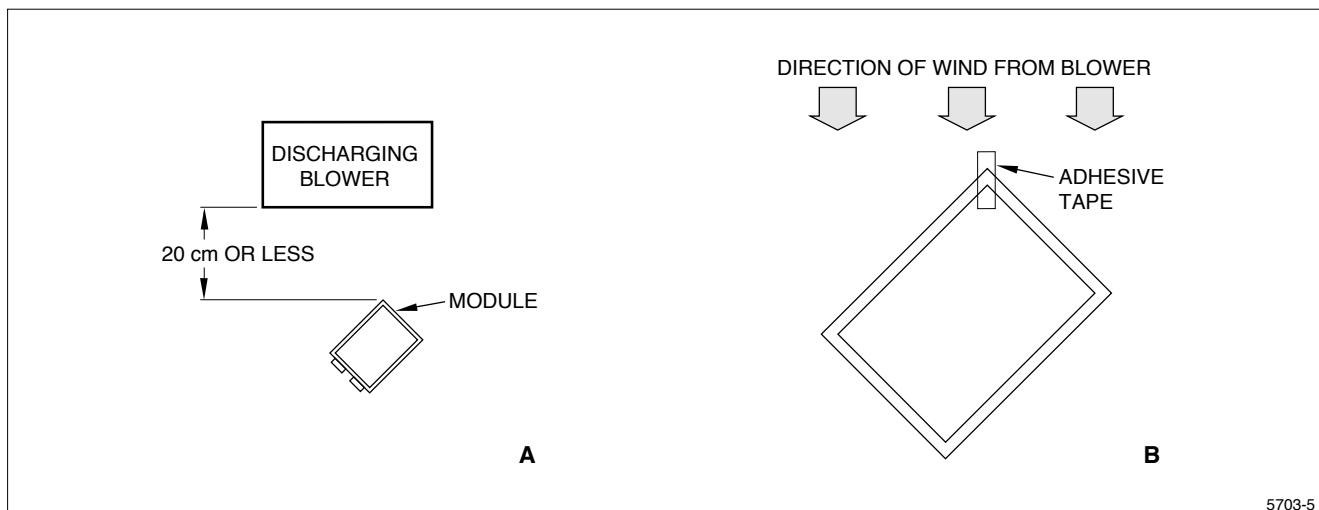 DISCHARGING
BLOWER
20 cm OR LESS
MODULE
A
DIRECTION OF WIND FROM BLOWER
ADHESIVE
TAPE
B
5703-5